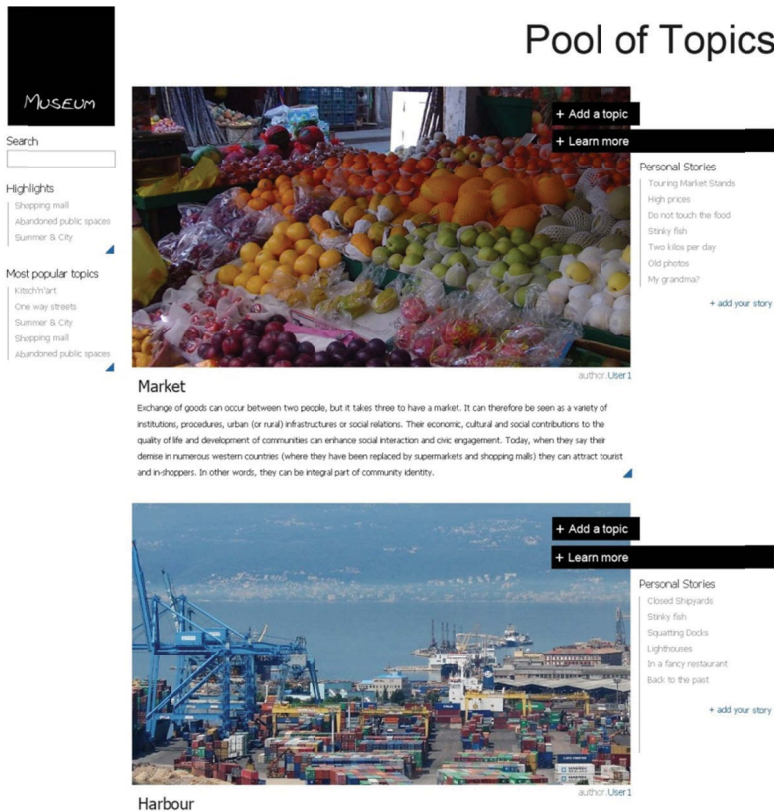 Pool of Topics
MUSEUM
Search
Highlights
Shopping mall
Abandoned public spaces
Summer & City
Most popular topics
Kitsch'n'art
One way streets
Summer & City
Shopping mall
Abandoned public spaces
+ Add a topic
+ Learn more
Personal Stories
Touring Market Stands
High prices
Do not touch the food
Stinky fish
Two kilos per day
Old photos
My grandma?
+ add your story
author.User1
Market
Exchange of goods can occur between two people, but it takes three to have a market. It can therefore be seen as a variety of
institutions, procedures, urban (or rural) infrastructures or social relations. Their economic, cultural and social contributions to the
quality of life and development of communities can enhance social interaction and civic engagement. Today, when they say their
demise in numerous western countries (where they have been replaced by supermarkets and shopping malls) they can attract tourist
and in-shoppers. In other words, they can be integral part of community identity.
+ Add a topic
+ Learn more
Personal Stories
Closed Shipyards
Stinky fish
Squatting Docks
Lighthouses
In a fancy restaurant
Back to the past
+ add your story
author.User1
Harbour